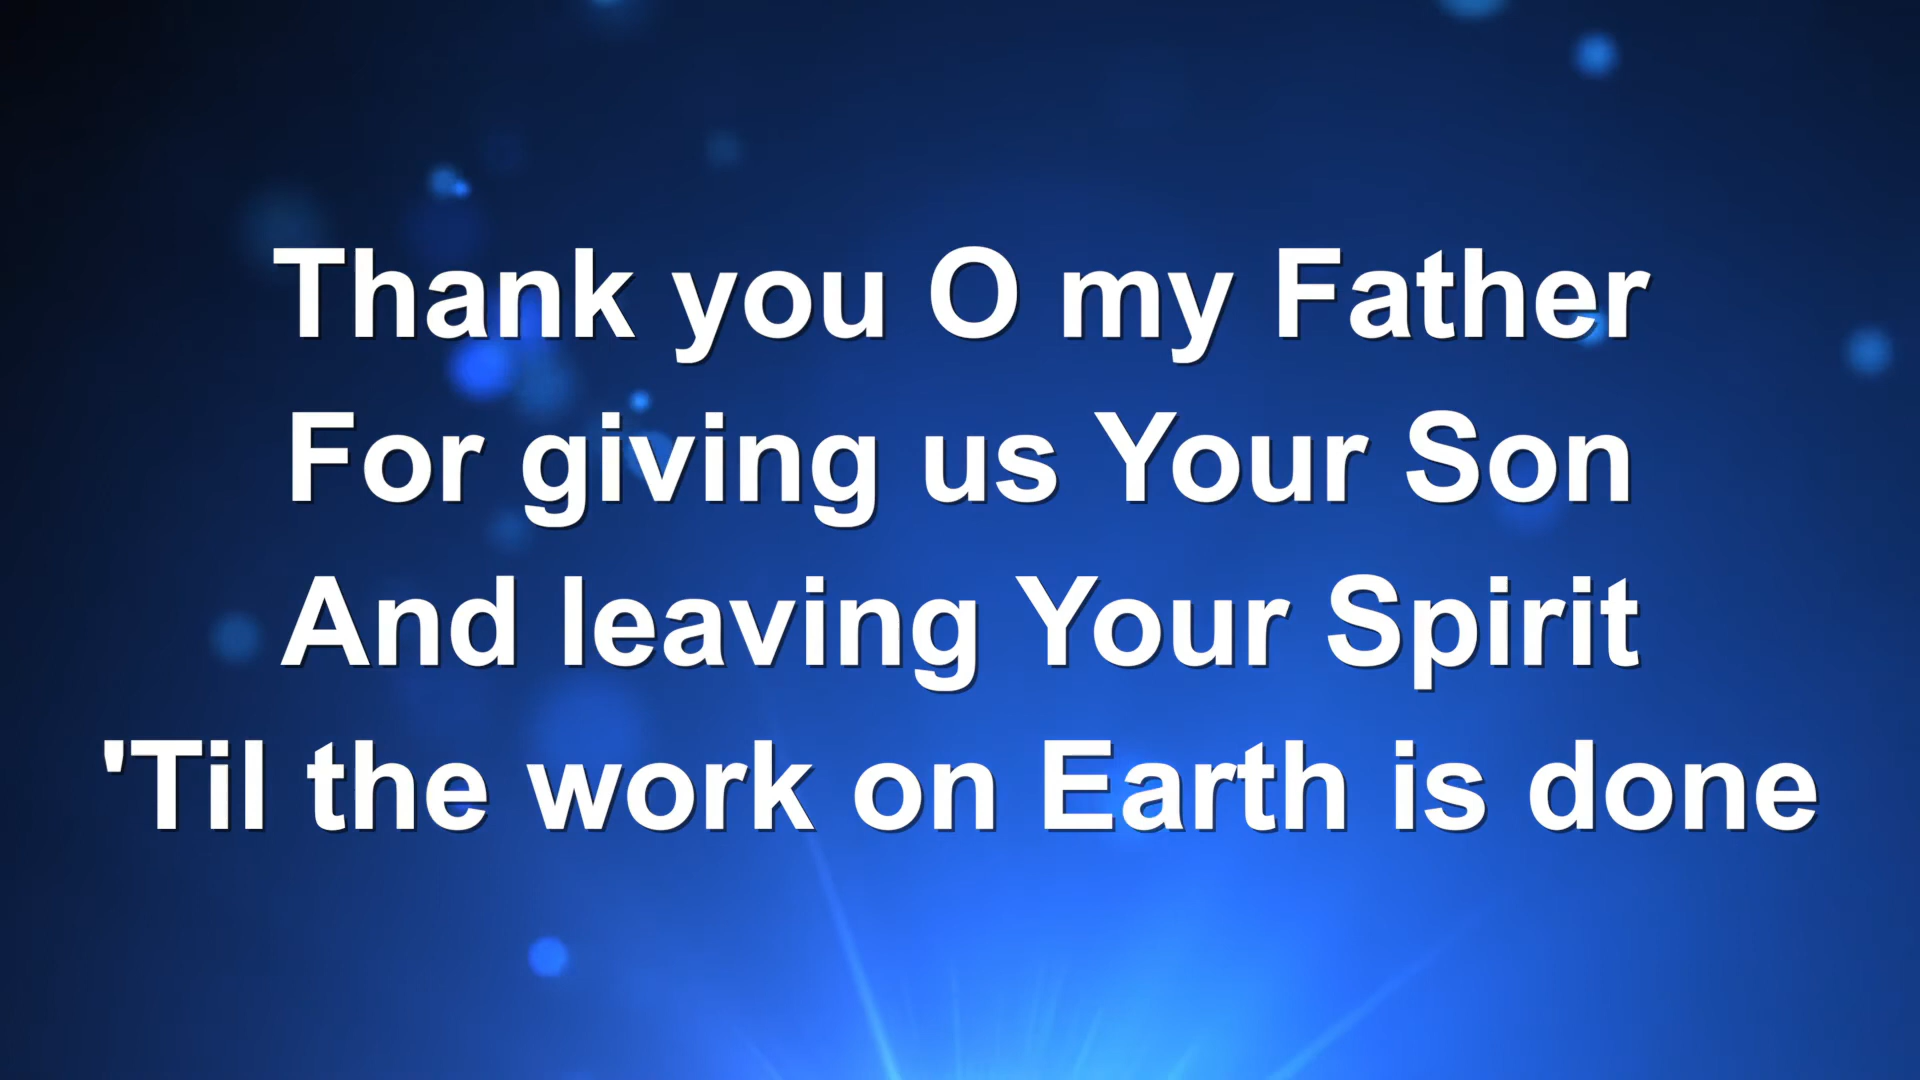 Thank you O my Father
For giving us Your Son
And leaving Your Spirit
'Til the work on Earth is done